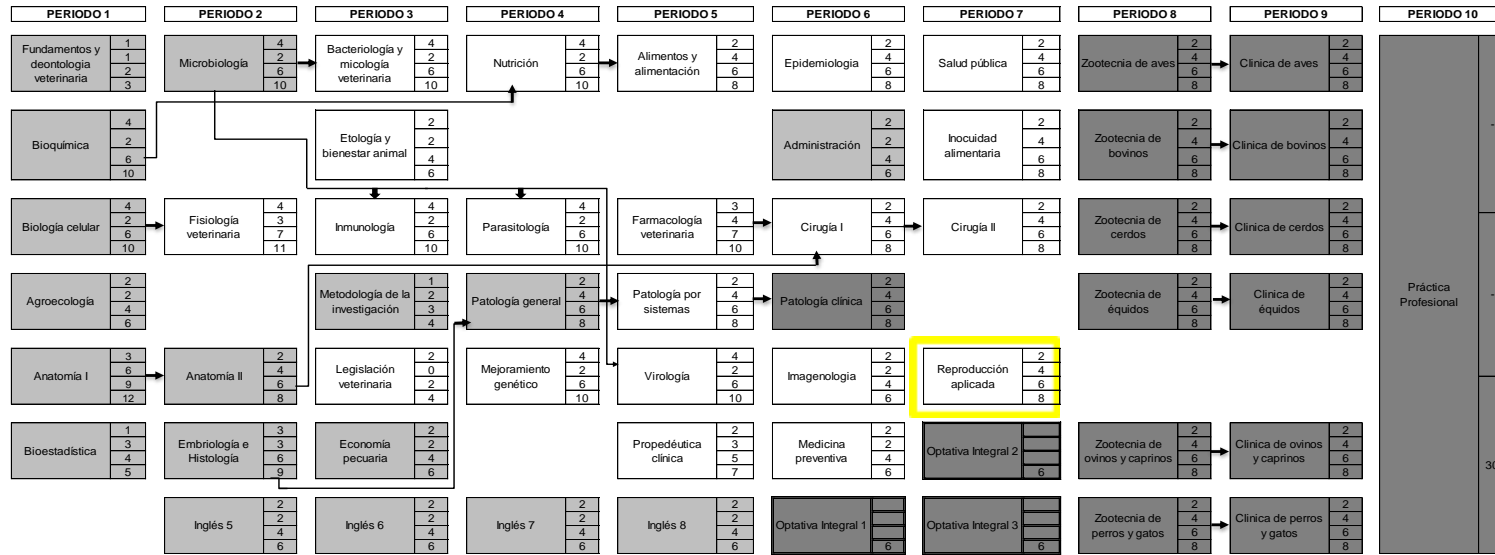 PERIODO 1 PERIODO 2 PERIODO 3 PERIODO 4 PERIODO 5 PERIODO 6 PERIODO 7 PERIODO 8 PERIODO 9 PERIODO 10
Fundamentos y deontologia veterinaria 1 1 2 3
Microbiología 4 2 6 10
Bacteriología y micología veterinaria 4 2 6 10
Nutrición 4 2 6 10
Alimentos y alimentación 2 4 6 8
Epidemiologia 2 4 6 8
Salud pública 2 4 6 8
Zootecnia de aves 2 4 6 8
Clinica de aves 2 4 6 8
Bioquímica 4 2 6 10
Etología y bienestar animal 2 2 4 6
Administración 2 2 4 6
Inocuidad alimentaria 2 4 6 8
Zootecnia de bovinos 2 4 6 8
Clinica de bovinos 2 4 6 8
Biología celular 4 2 6 10
Fisiología veterinaria 4 3 7 11
Inmunología 4 2 6 10
Parasitología 4 2 6 10
Farmacología veterinaria 3 4 7 10
Cirugía I 2 4 6 8
Cirugía II 2 4 6 8
Zootecnia de cerdos 2 4 6 8
Clinica de cerdos 2 4 6 8
Agroecología 2 2 4 6
Metodología de la investigación 1 2 3 4
Patología general 2 4 6 8
Patología por sistemas 2 4 6 8
Patología clínica 2 4 6 8
Zootecnia de équidos 2 4 6 8
Clinica de équidos 2 4 6 8
Práctica Profesional
Anatomía I 3 6 9 12
Anatomía II 2 4 6 8
Legislación veterinaria 2 0 2 4
Mejoramiento genético 4 2 6 10
Virología 4 2 6 10
Imagenologia 2 2 4 6
Reproducción aplicada 2 4 6 8
Bioestadística 1 3 4 5
Embriología e Histología 3 3 6 9
Economía pecuaria 2 2 4 6
Propedéutica clínica 2 3 5 7
Medicina preventiva 2 2 4 6
Optativa Integral 2 6
Zootecnia de ovinos y caprinos 2 4 6 8
Clinica de ovinos y caprinos 2 4 6 8
Inglés 5 2 2 4 6
Inglés 6 2 2 4 6
Inglés 7 2 2 4 6
Inglés 8 2 2 4 6
Optativa Integral 1 6
Optativa Integral 3 6
Zootecnia de perros y gatos 2 4 6 8
Clinica de perros y gatos 2 4 6 8